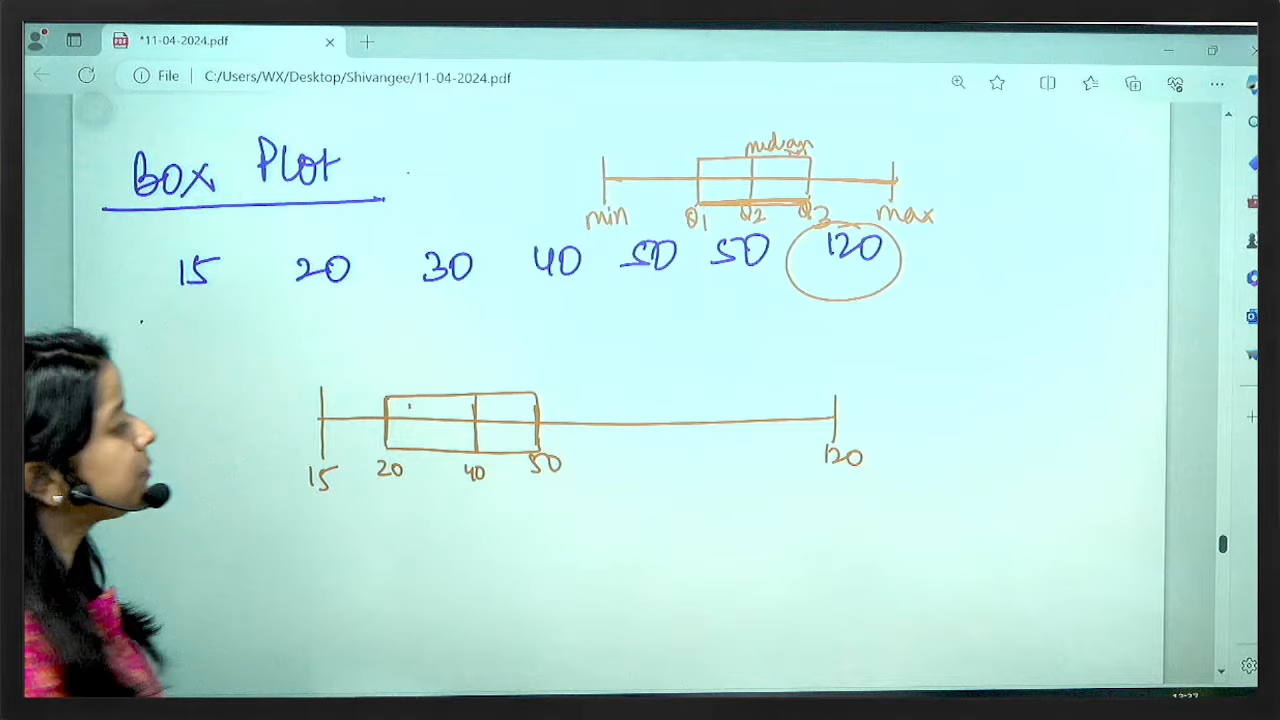 *11-04-2024.pdf
File C:/Users/WX/Desktop/Shivangee/11-04-2024.pdf
Box Plot
median
min Q1 Q2 Q3 max
15 20 30 40 50 50 120
15 20 40 50 120